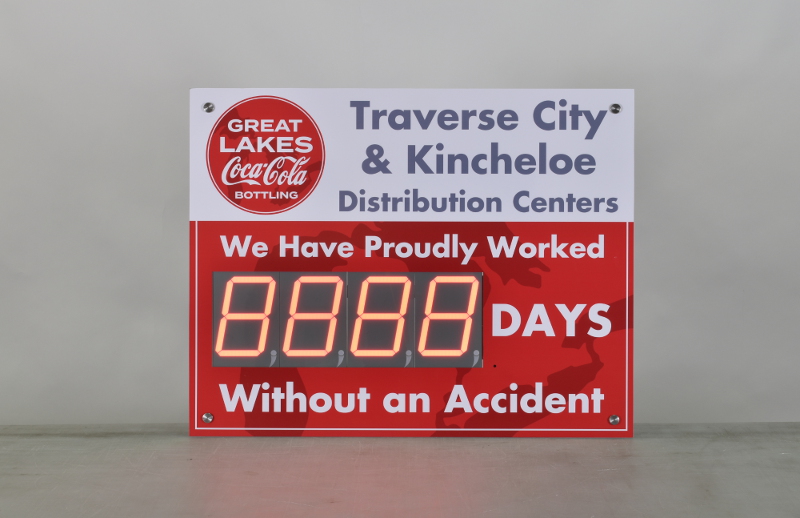 GREAT
LAKES
Coca-Cola
BOTTLING
Traverse City
& Kincheloe
Distribution Centers
We Have Proudly Worked
8888 DAYS
Without an Accident